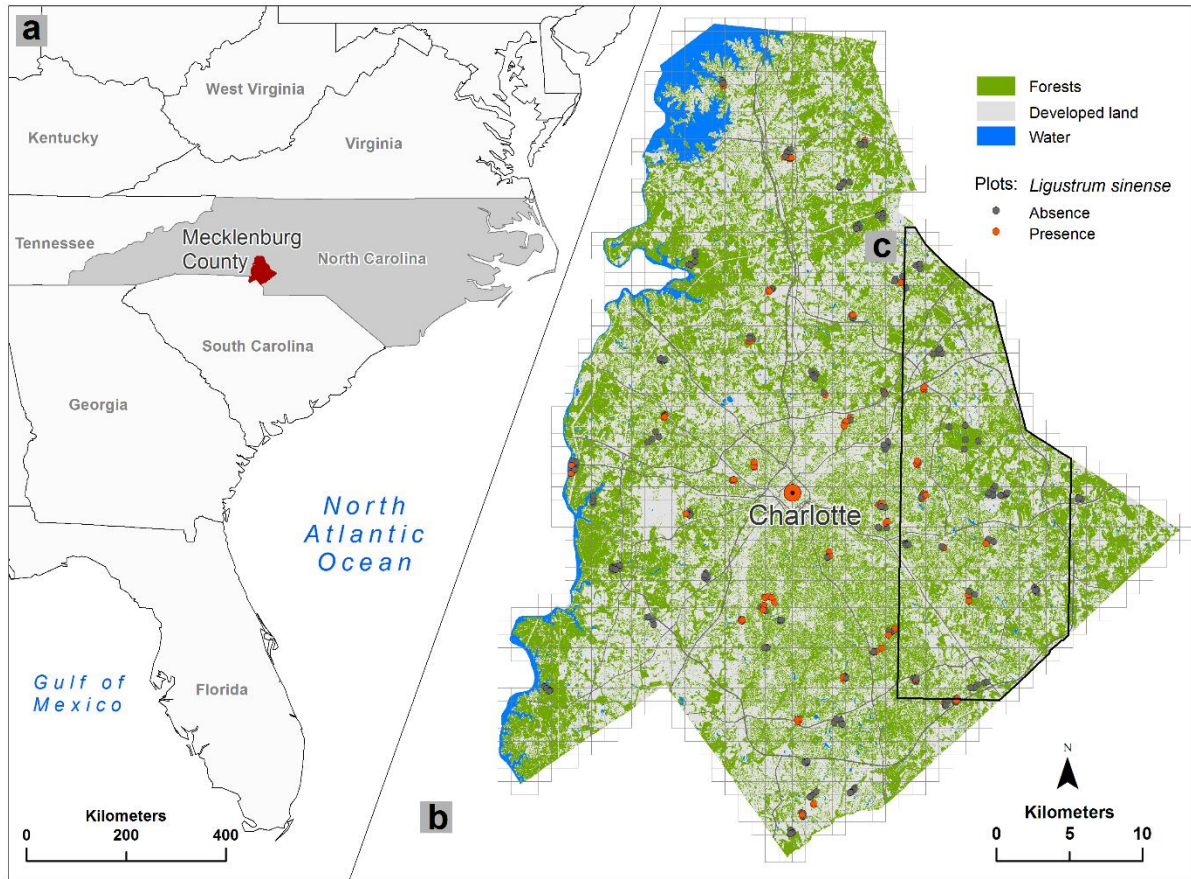 a
West Virginia
Kentucky
Virginia
Tennessee
Mecklenburg
County
North Carolina
South Carolina
Georgia
North
Atlantic
Ocean
Gulf of
Mexico
Florida
Kilometers
0 200 400
b
Forests
Developed land
Water
Plots: Ligustrum sinense
Absence
Presence
c
Charlotte
N
Kilometers
0 5 10